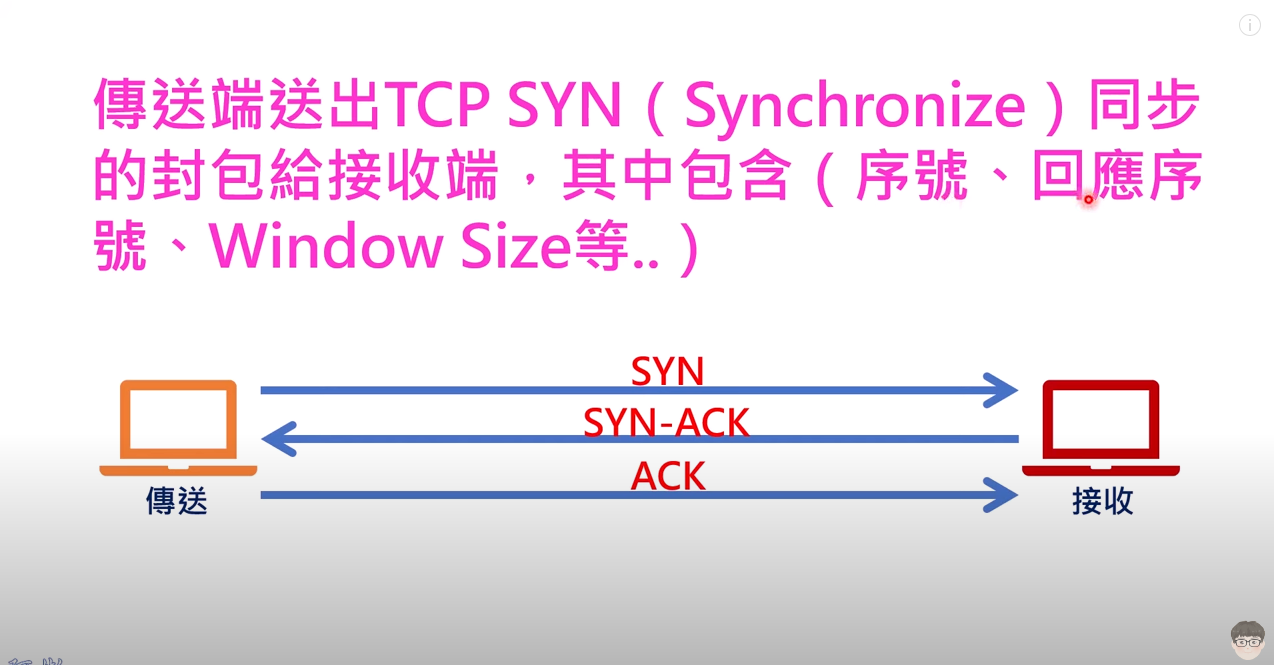 傳送端送出TCP SYN（Synchronize）同步
的封包給接收端，其中包含（序號、回應序
號、Window Size等..）
SYN
SYN-ACK
ACK
傳送
接收